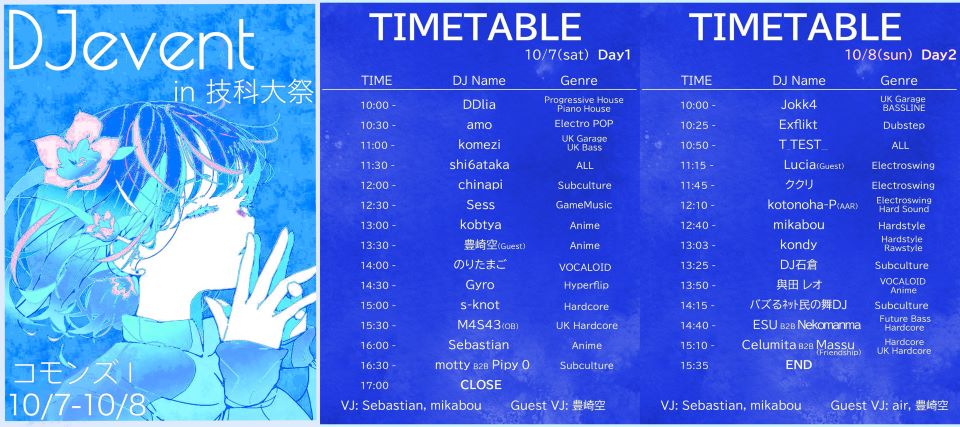 DJevent
in 技科大祭
コモンズ1
10/7-10/8
TIMETABLE
10/7(sat) Day1
TIME DJ Name Genre
10:00 - DDlia Progressive House
Piano House
10:30 - amo Electro POP
11:00 - komezi UK Garage
UK Bass
11:30 - shi6ataka ALL
12:00 - chinapi Subculture
12:30 - Sess GameMusic
13:00 - kobtya Anime
13:30 - 豊崎空(Guest) Anime
14:00 - のりたまご VOCALOID
14:30 - Gyro Hyperflip
15:00 - s-knot Hardcore
15:30 - M4S43(OB) UK Hardcore
16:00 - Sebastian Anime
16:30 - motty B2B Pipy 0 Subculture
17:00 CLOSE
VJ: Sebastian, mikabou Guest VJ: 豊崎空
TIMETABLE
10/8(sun) Day2
TIME DJ Name Genre
10:00 - Jokk4 UK Garage
BASSLINE
10:25 - Exflikt Dubstep
10:50 - T_TEST_ ALL
11:15 - Lucia(Guest) Electroswing
11:45 - ククリ Electroswing
12:10 - kotonoha-P(AAR) Electroswing
Hard Sound
12:40 - mikabou Hardstyle
13:03 - kondy Hardstyle
Rawstyle
13:25 - DJ石倉 Subculture
13:50 - 與田 レオ VOCALOID
Anime
14:15 - バズるネット民の舞DJ Subculture
14:40 - ESU B2B Nekomanma Future Bass
Hardcore
15:10 - Celumita B2B Massu Hardcore
(Friendship) UK Hardcore
15:35 END
VJ: Sebastian, mikabou Guest VJ: air, 豊崎空